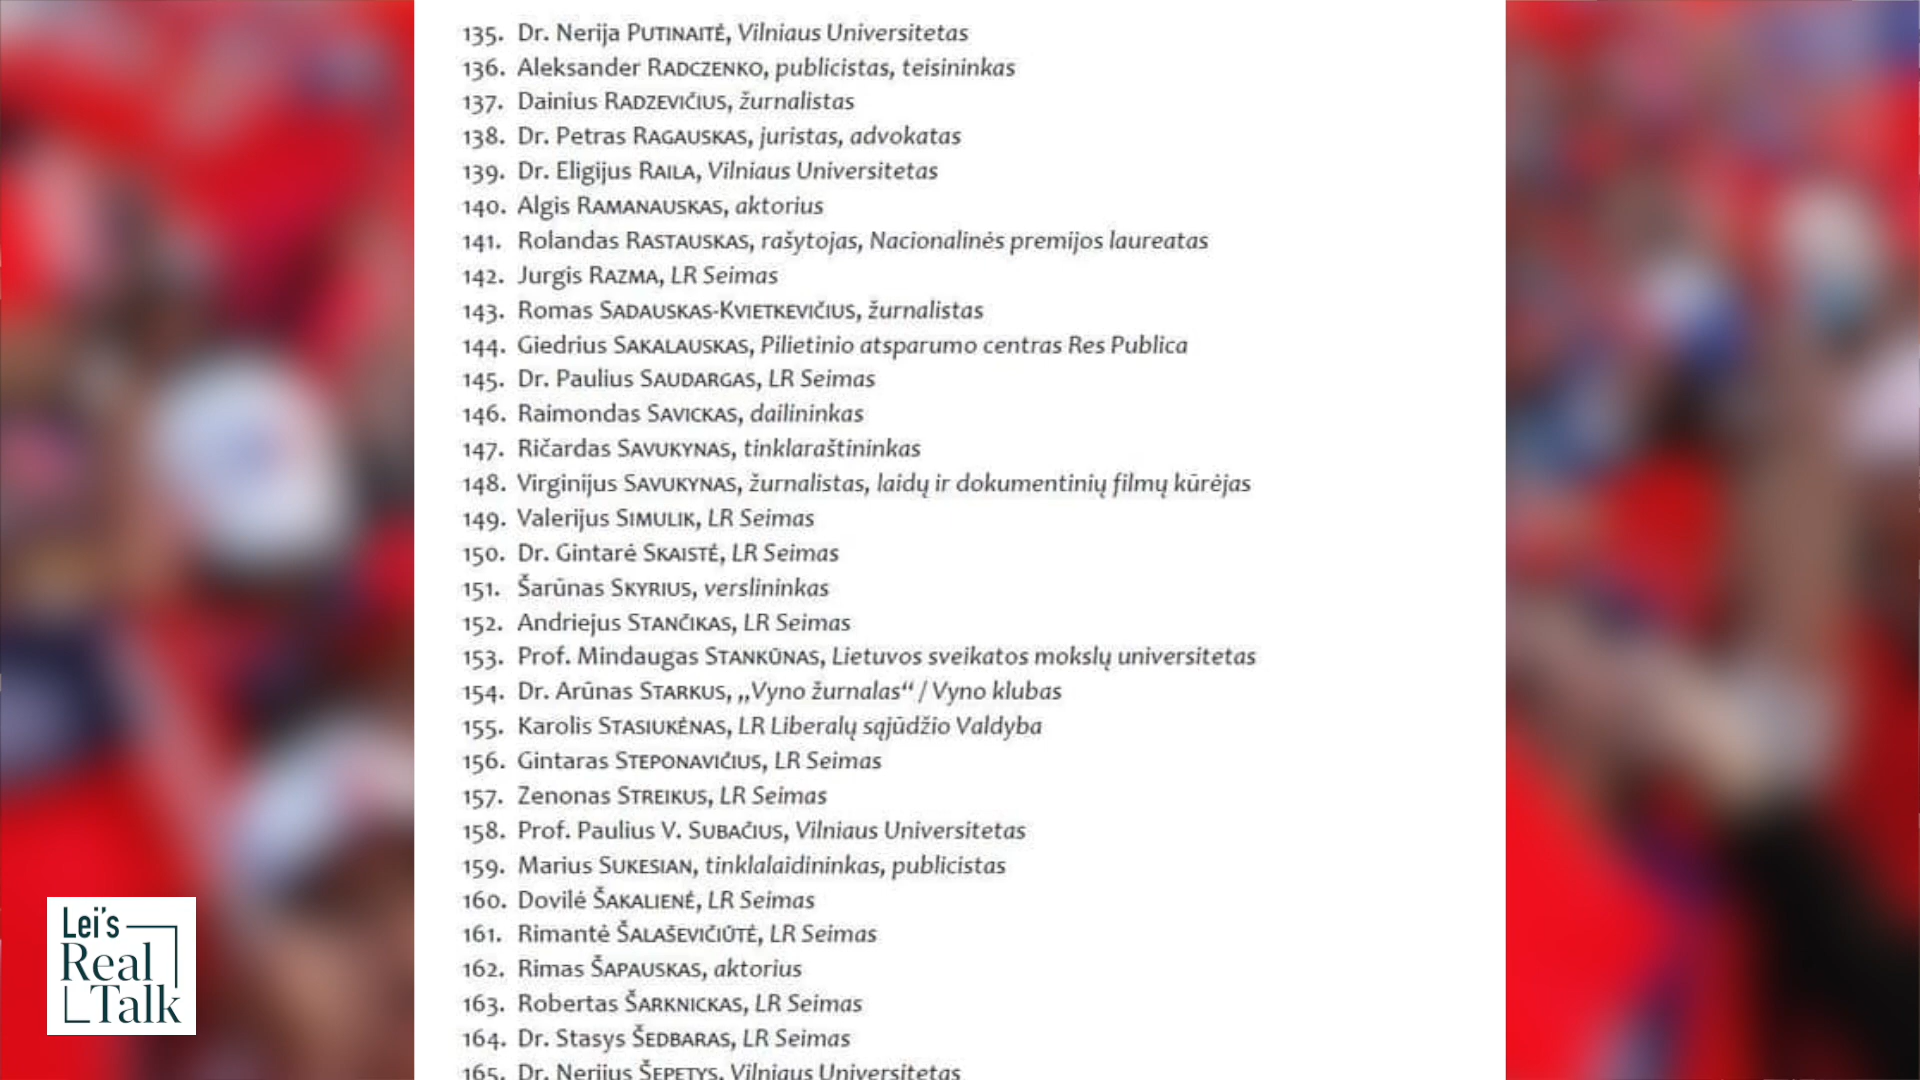 135. Dr. Nerija PUTINAITĖ, Vilniaus Universitetas
136. Aleksander RADCZENKO, publicistas, teisininkas
137. Dainius RADZEVIČIUS, žurnalistas
138. Dr. Petras RAGAUSKAS, juristas, advokatas
139. Dr. Eligijus RAILA, Vilniaus Universitetas
140. Algis RAMANAUSKAS, aktorius
141. Rolandas RASTAUSKAS, rašytojas, Nacionalinės premijos laureatas
142. Jurgis RAZMA, LR Seimas
143. Romas SADAUSKAS-KVIETKEVIČIUS, žurnalistas
144. Giedrius SAKALAUSKAS, Pilietinio atsparumo centras Res Publica
145. Dr. Paulius SAUDARGAS, LR Seimas
146. Raimondas SAVICKAS, dailininkas
147. Ričardas SAVUKYNAS, tinklaraštininkas
148. Virginijus SAVUKYNAS, žurnalistas, laidų ir dokumentinių filmų kūrėjas
149. Valerijus SIMULIK, LR Seimas
150. Dr. Gintarė SKAISTĖ, LR Seimas
151. Šarūnas SKYRIUS, verslininkas
152. Andriejus STANČIKAS, LR Seimas
153. Prof. Mindaugas STANKŪNAS, Lietuvos sveikatos mokslų universitetas
154. Dr. Arūnas STARKUS, „Vyno žurnalas“ / Vyno klubas
155. Karolis STASIUKĖNAS, LR Liberalų sąjūdžio Valdyba
156. Gintaras STEPONAVIČIUS, LR Seimas
157. Zenonas STREIKUS, LR Seimas
158. Prof. Paulius V. SUBAČIUS, Vilniaus Universitetas
159. Marius SUKESIAN, tinklalaidininkas, publicistas
160. Dovilė ŠAKALIENĖ, LR Seimas
161. Rimantė ŠALAŠEVIČIŪTĖ, LR Seimas
162. Rimas ŠAPAUSKAS, aktorius
163. Robertas ŠARKNICKAS, LR Seimas
164. Dr. Stasys ŠEDBARAS, LR Seimas
165. Dr. Nerijus ŠEPETYS, Vilniaus Universitetas
Lei's
Real
Talk